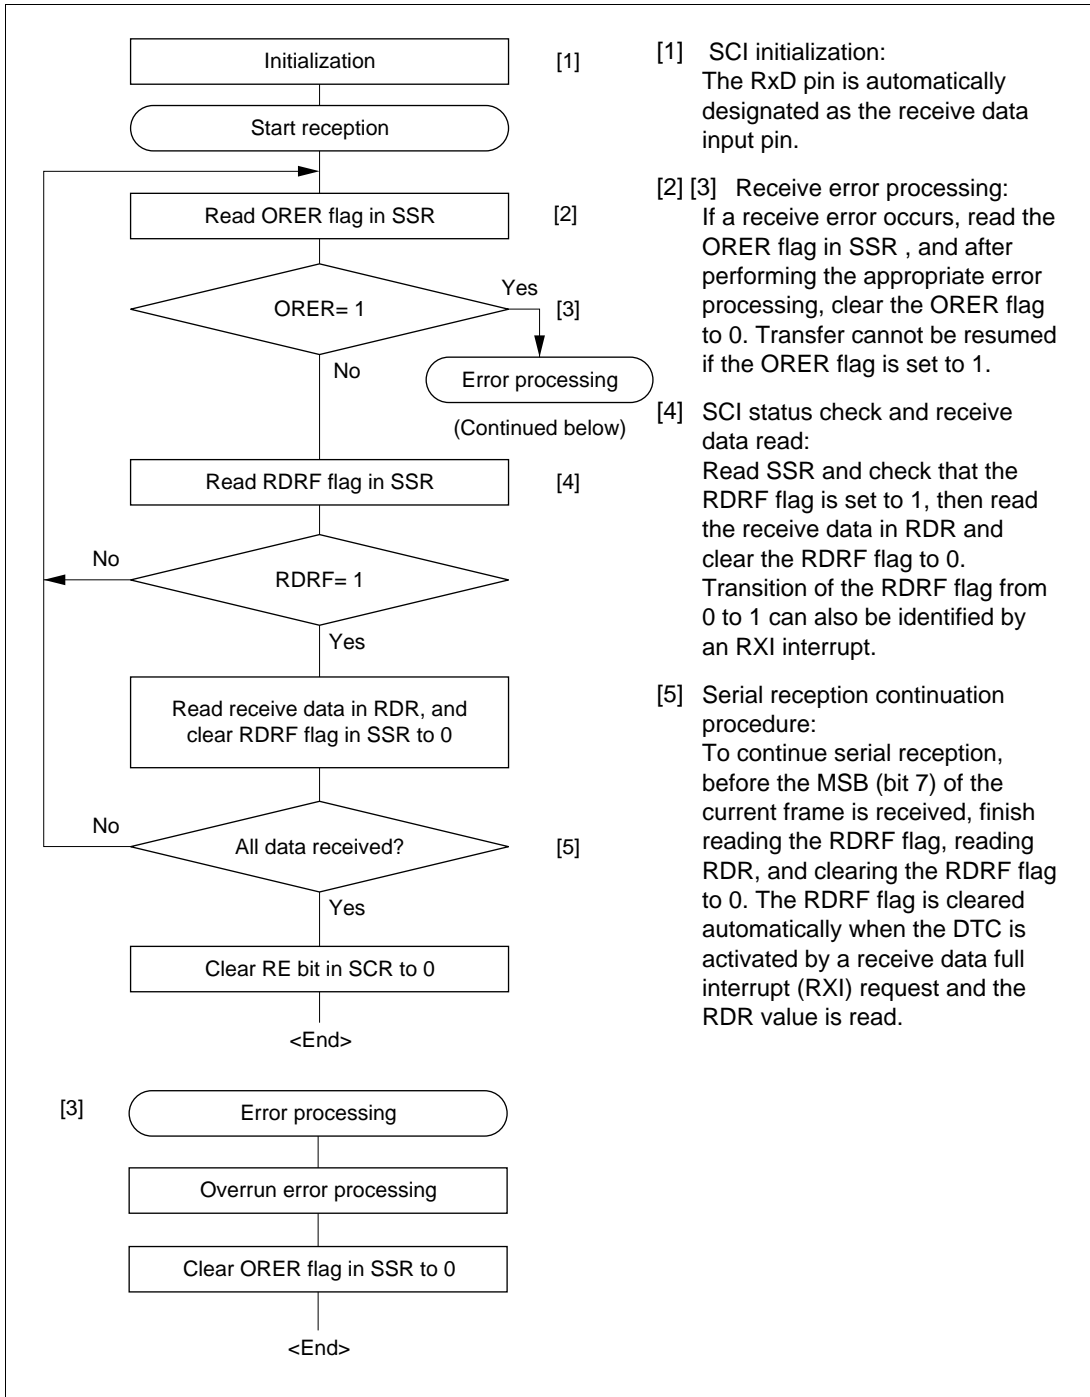 Initialization
[1]
Start reception
Read ORER flag in SSR
[2]
ORER= 1
Yes
[3]
No
Error processing
(Continued below)
Read RDRF flag in SSR
[4]
No
RDRF= 1
Yes
Read receive data in RDR, and
clear RDRF flag in SSR to 0
No
All data received?
[5]
Yes
Clear RE bit in SCR to 0
<End>
[3]
Error processing
Overrun error processing
Clear ORER flag in SSR to 0
<End>
[1] SCI initialization:
The RxD pin is automatically
designated as the receive data
input pin.
[2] [3] Receive error processing:
If a receive error occurs, read the
ORER flag in SSR , and after
performing the appropriate error
processing, clear the ORER flag
to 0. Transfer cannot be resumed
if the ORER flag is set to 1.
[4] SCI status check and receive
data read:
Read SSR and check that the
RDRF flag is set to 1, then read
the receive data in RDR and
clear the RDRF flag to 0.
Transition of the RDRF flag from
0 to 1 can also be identified by
an RXI interrupt.
[5] Serial reception continuation
procedure:
To continue serial reception,
before the MSB (bit 7) of the
current frame is received, finish
reading the RDRF flag, reading
RDR, and clearing the RDRF flag
to 0. The RDRF flag is cleared
automatically when the DTC is
activated by a receive data full
interrupt (RXI) request and the
RDR value is read.